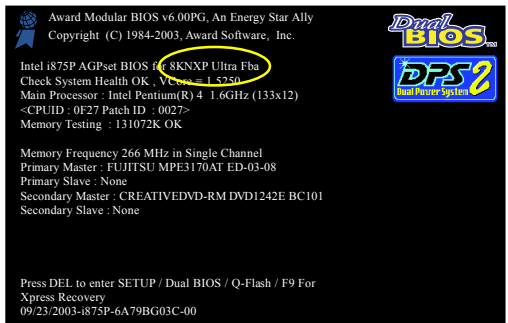 Award Modular BIOS v6.00PG, An Energy Star Ally
Copyright (C) 1984-2003, Award Software, Inc.
Dual
BIOS
TM
Intel i875P AGPset BIOS for 8KNXP Ultra Fba
Check System Health OK , VCore = 1.5250
Main Processor : Intel Pentium(R) 4 1.6GHz (133x12)
<CPUID : 0F27 Patch ID : 0027>
Memory Testing : 131072K OK
DPS 2
Dual Power System
Memory Frequency 266 MHz in Single Channel
Primary Master : FUJITSU MPE3170AT ED-03-08
Primary Slave : None
Secondary Master : CREATIVEDVD-RM DVD1242E BC101
Secondary Slave : None
Press DEL to enter SETUP / Dual BIOS / Q-Flash / F9 For
Xpress Recovery
09/23/2003-i875P-6A79BG03C-00